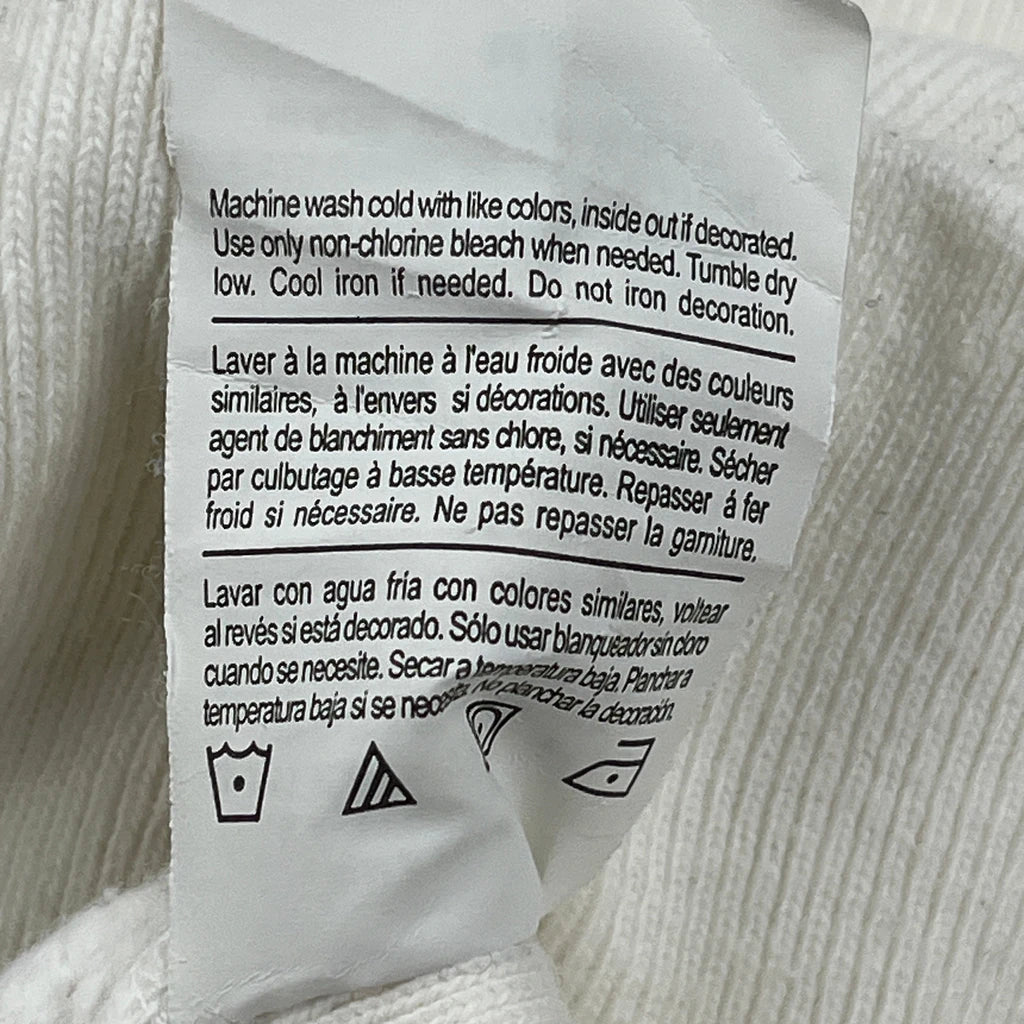 Machine wash cold with like colors, inside out if decorated.
Use only non-chlorine bleach when needed. Tumble dry
low. Cool iron if needed. Do not iron decoration.
Laver à la machine à l'eau froide avec des couleurs
similaires, à l'envers si décorations. Utiliser seulement
agent de blanchiment sans chlore, si nécessaire. Sécher
par culbutage à basse température. Repasser á fer
froid si nécessaire. Ne pas repasser la garniture.
Lavar con agua fria con colores similares, voltear
al revés si está decorado. Sólo usar blanqueador sin cloro
cuando se necesite. Secar a temperatura baja. Planchar a
temperatura baja si se necesita. No planchar la decoración.